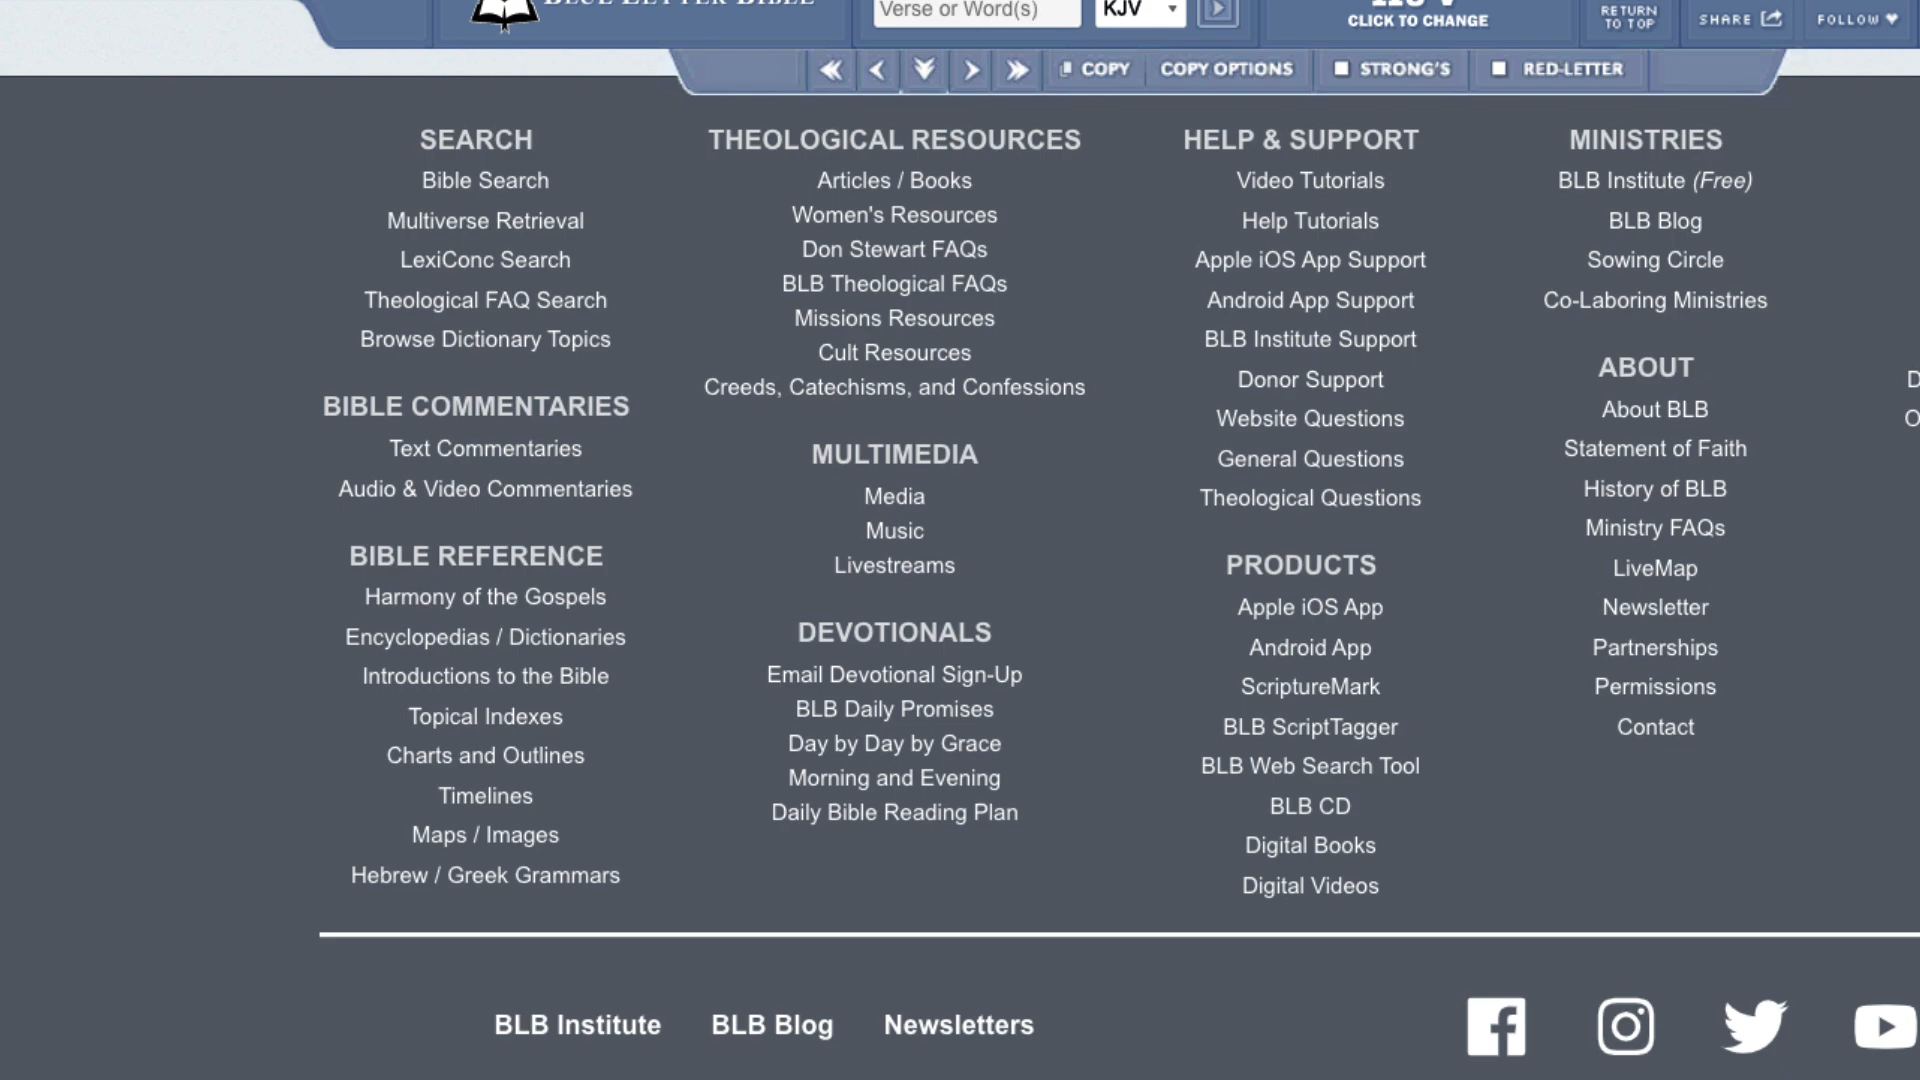 BLUE LETTER BIBLE
Verse or Word(s)
KJV
CLICK TO CHANGE
RETURN
TO TOP
SHARE
FOLLOW
COPY
COPY OPTIONS
STRONG'S
RED-LETTER
SEARCH
Bible Search
Multiverse Retrieval
LexiConc Search
Theological FAQ Search
Browse Dictionary Topics
BIBLE COMMENTARIES
Text Commentaries
Audio & Video Commentaries
BIBLE REFERENCE
Harmony of the Gospels
Encyclopedias / Dictionaries
Introductions to the Bible
Topical Indexes
Charts and Outlines
Timelines
Maps / Images
Hebrew / Greek Grammars
THEOLOGICAL RESOURCES
Articles / Books
Women's Resources
Don Stewart FAQs
BLB Theological FAQs
Missions Resources
Cult Resources
Creeds, Catechisms, and Confessions
MULTIMEDIA
Media
Music
Livestreams
DEVOTIONALS
Email Devotional Sign-Up
BLB Daily Promises
Day by Day by Grace
Morning and Evening
Daily Bible Reading Plan
HELP & SUPPORT
Video Tutorials
Help Tutorials
Apple iOS App Support
Android App Support
BLB Institute Support
Donor Support
Website Questions
General Questions
Theological Questions
PRODUCTS
Apple iOS App
Android App
ScriptureMark
BLB ScriptTagger
BLB Web Search Tool
BLB CD
Digital Books
Digital Videos
MINISTRIES
BLB Institute (Free)
BLB Blog
Sowing Circle
Co-Laboring Ministries
ABOUT
About BLB
Statement of Faith
History of BLB
Ministry FAQs
LiveMap
Newsletter
Partnerships
Permissions
Contact
BLB Institute
BLB Blog
Newsletters